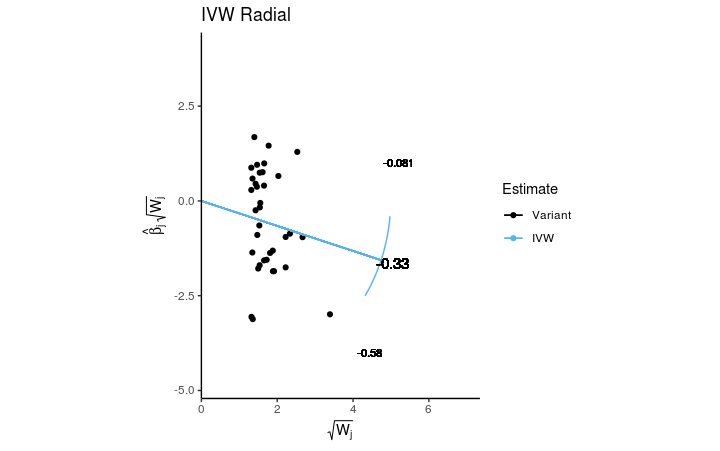 IVW Radial
2.5
0.0
-2.5
-5.0
β̂ⱼ√Wⱼ
-0.081
-0.33
-0.58
0 2 4 6
√Wⱼ
Estimate
Variant
IVW